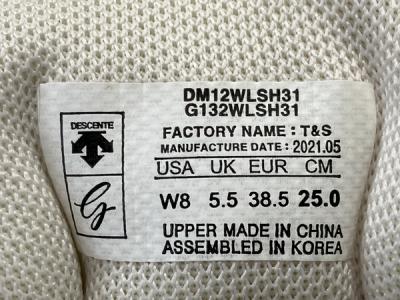 DESCENTE
DM12WLSH31
G132WLSH31
FACTORY NAME : T&S
MANUFACTURE DATE : 2021.05
USA UK EUR CM
W8 5.5 38.5 25.0
UPPER MADE IN CHINA
ASSEMBLED IN KOREA